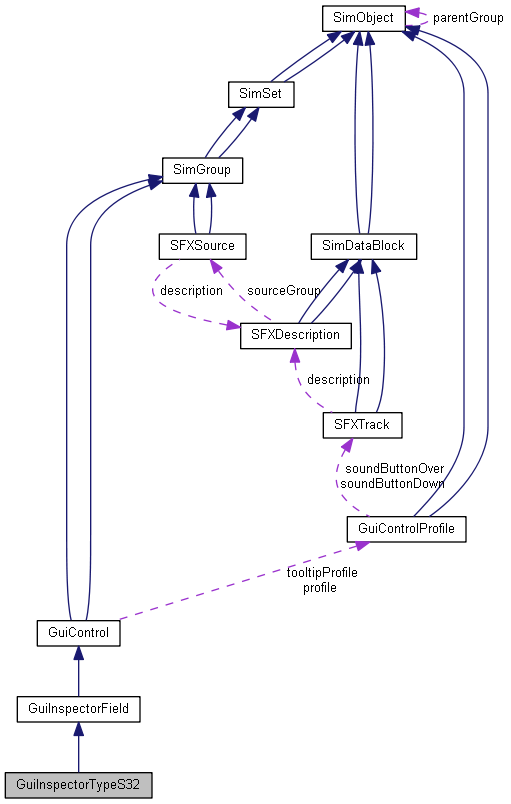 SimObject
parentGroup
SimSet
SimGroup
SFXSource
SimDataBlock
description
sourceGroup
SFXDescription
description
SFXTrack
soundButtonOver
soundButtonDown
GuiControlProfile
tooltipProfile
profile
GuiControl
GuiInspectorField
GuiInspectorTypeS32